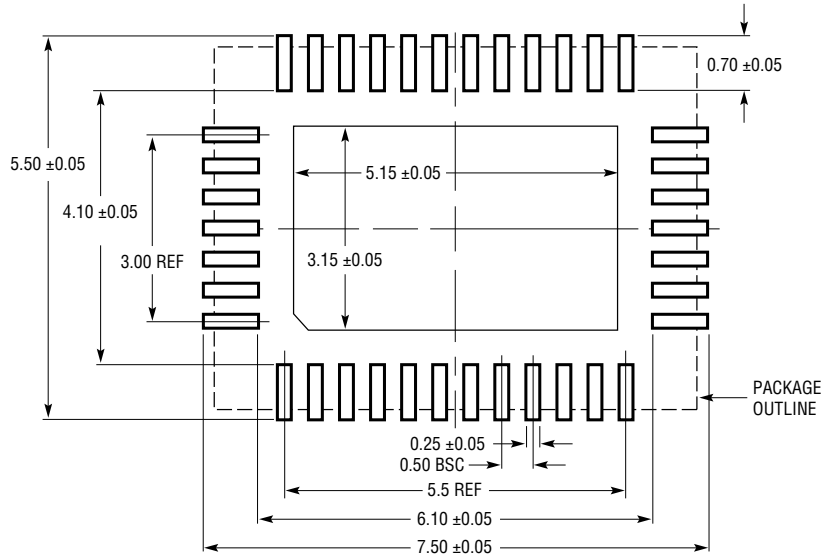 0.70 ±0.05
5.50 ±0.05
5.15 ±0.05
4.10 ±0.05
3.00 REF
3.15 ±0.05
PACKAGE
OUTLINE
0.25 ±0.05
0.50 BSC
5.5 REF
6.10 ±0.05
7.50 ±0.05